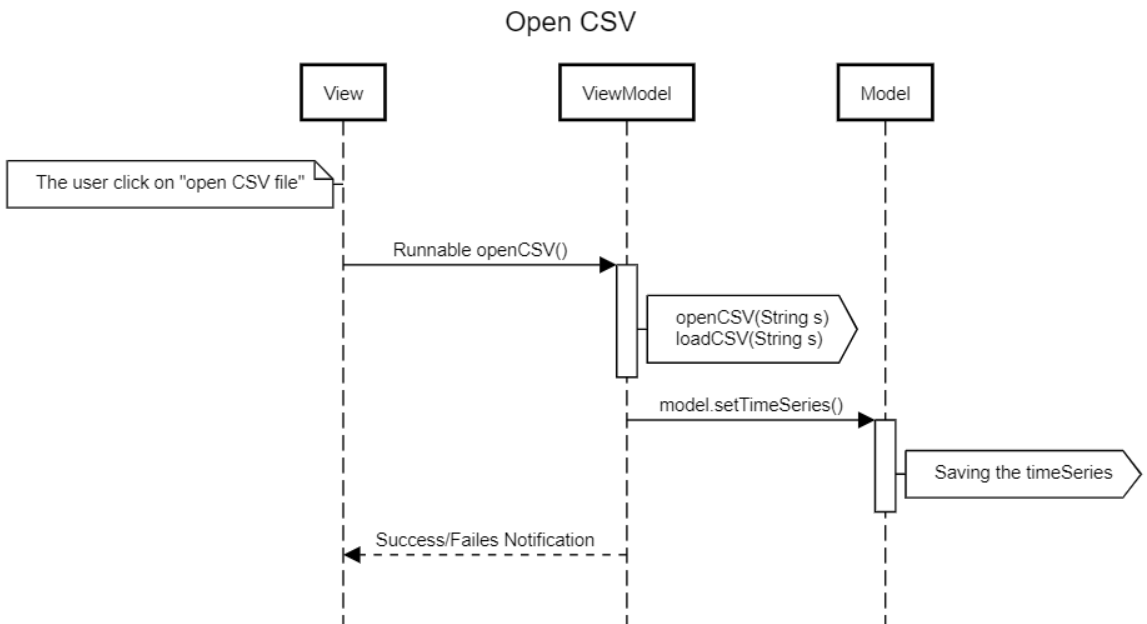 Open CSV
View
ViewModel
Model
The user click on "open CSV file"
Runnable openCSV()
openCSV(String s)
loadCSV(String s)
model.setTimeSeries()
Saving the timeSeries
Success/Failes Notification